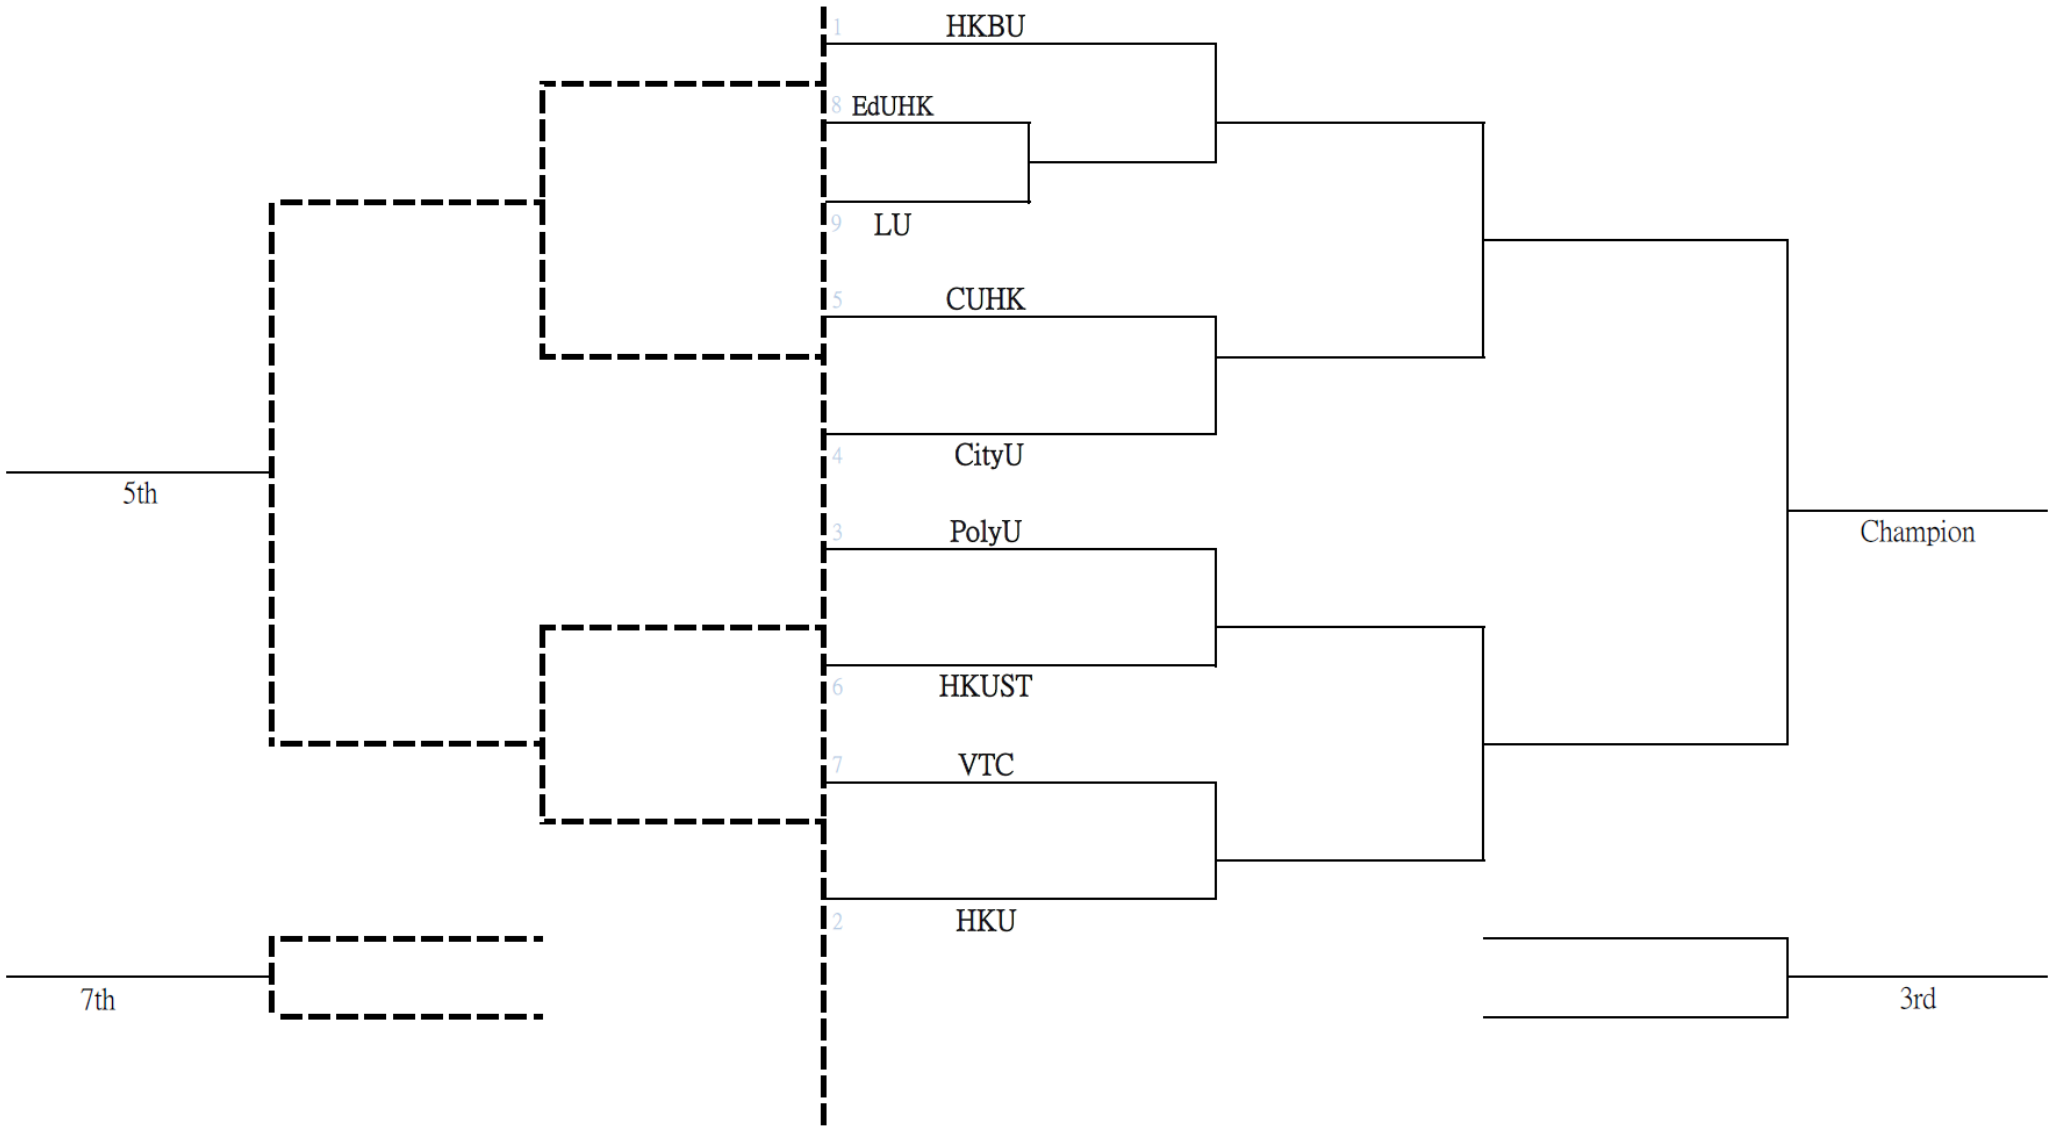 1 HKBU
8 EdUHK
9 LU
5 CUHK
4 CityU
3 PolyU
6 HKUST
7 VTC
2 HKU
5th
7th
Champion
3rd